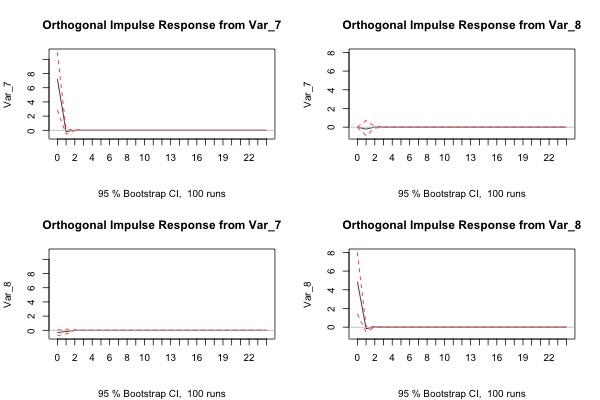 Orthogonal Impulse Response from Var_7
Var_7
0 2 4 6 8
0 2 4 6 8 10 13 16 19 22
95 % Bootstrap CI, 100 runs
Orthogonal Impulse Response from Var_8
Var_7
0 2 4 6 8
0 2 4 6 8 10 13 16 19 22
95 % Bootstrap CI, 100 runs
Orthogonal Impulse Response from Var_7
Var_8
0 2 4 6 8
0 2 4 6 8 10 13 16 19 22
95 % Bootstrap CI, 100 runs
Orthogonal Impulse Response from Var_8
Var_8
0 2 4 6 8
0 2 4 6 8 10 13 16 19 22
95 % Bootstrap CI, 100 runs